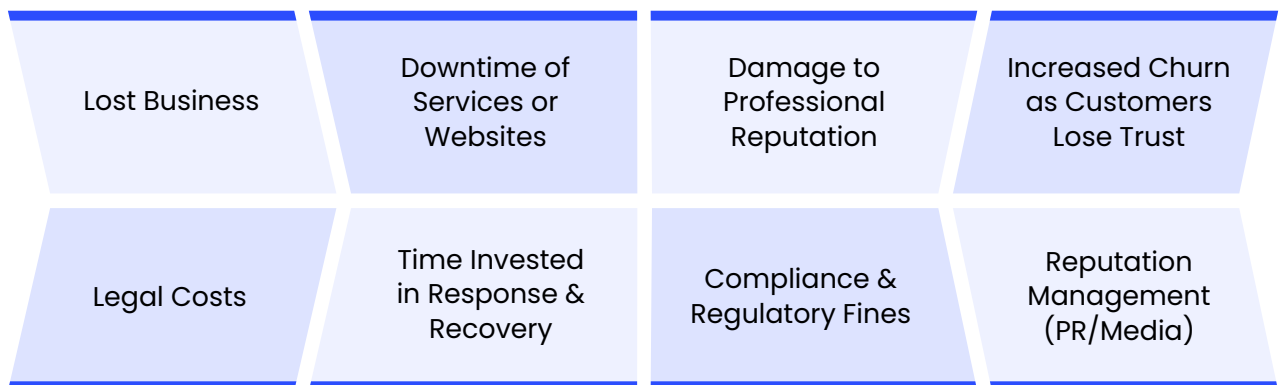 Lost Business
Downtime of
Services or
Websites
Damage to
Professional
Reputation
Increased Churn
as Customers
Lose Trust
Legal Costs
Time Invested
in Response &
Recovery
Compliance &
Regulatory Fines
Reputation
Management
(PR/Media)